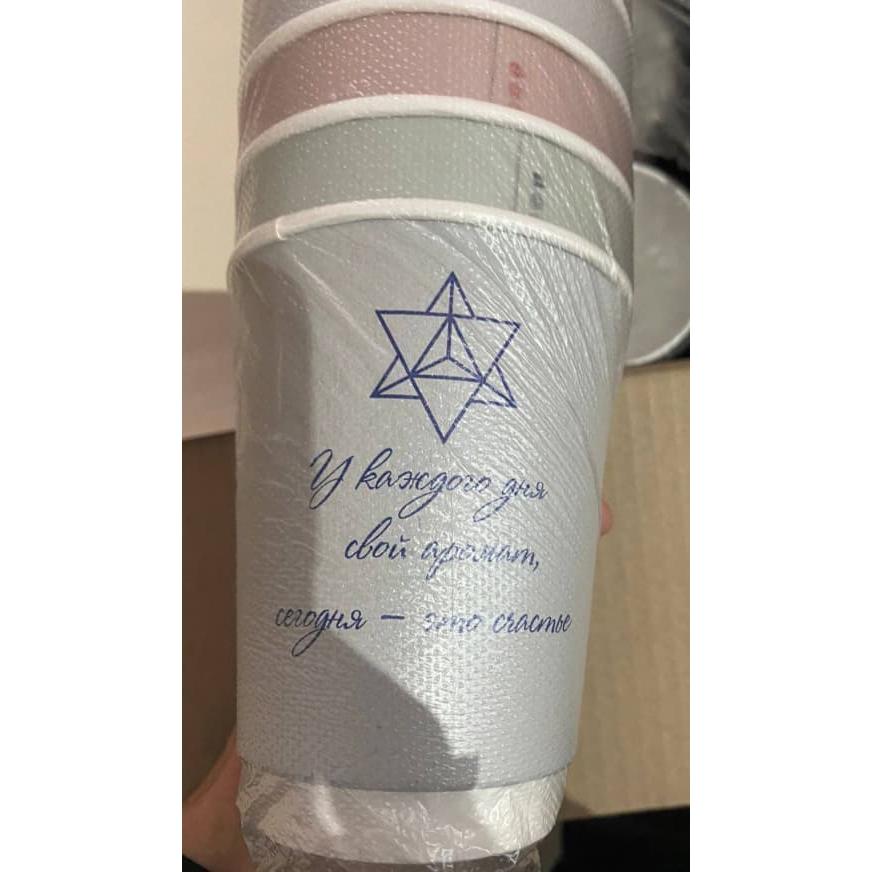 У каждого дня
свой аромат,
сегодня — это счастье